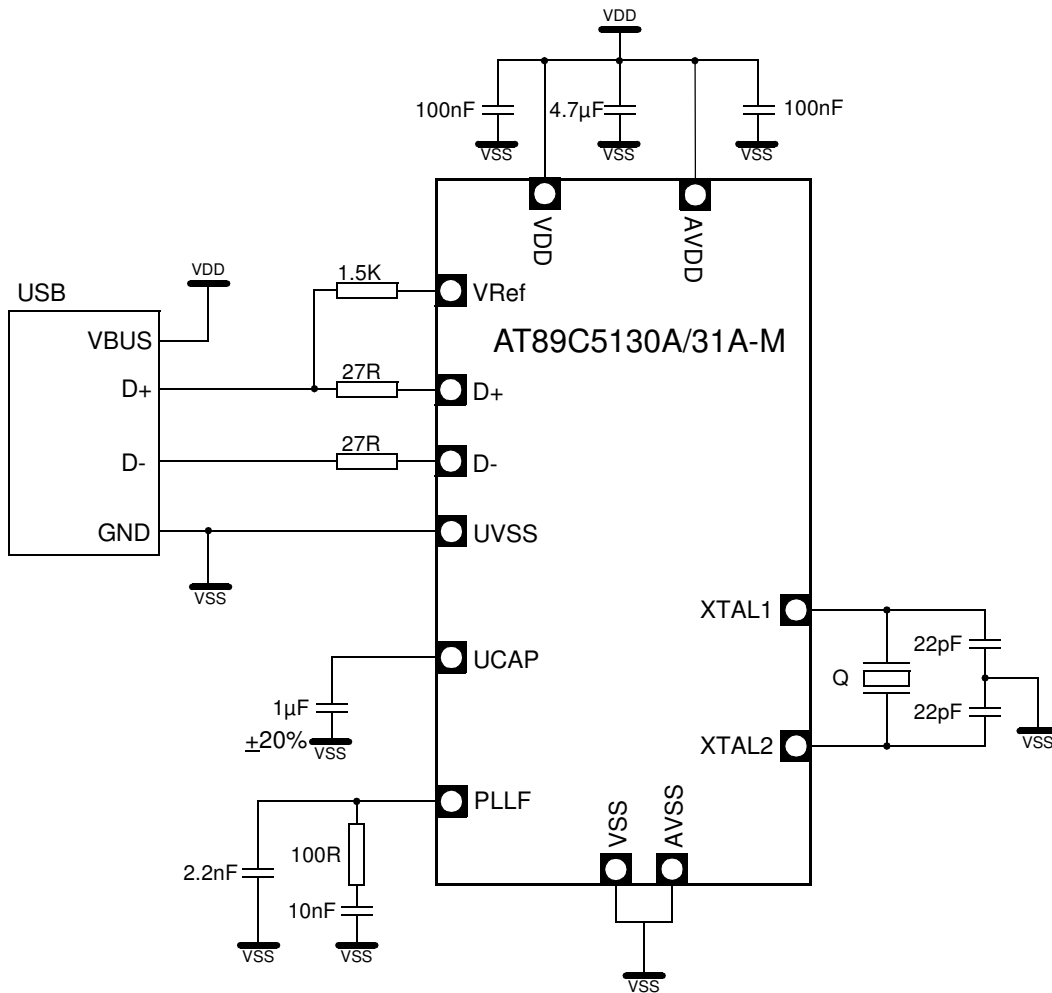 VDD
100nF
4.7µF
100nF
VSS
VSS
VSS
VDD
AVDD
VDD
1.5K
VRef
USB
AT89C5130A/31A-M
VBUS
27R
D+
D+
27R
D-
D-
GND
UVSS
VSS
XTAL1
22pF
UCAP
Q
1µF
22pF
±20%
VSS
XTAL2
VSS
PLLF
VSS
AVSS
100R
2.2nF
10nF
VSS
VSS
VSS